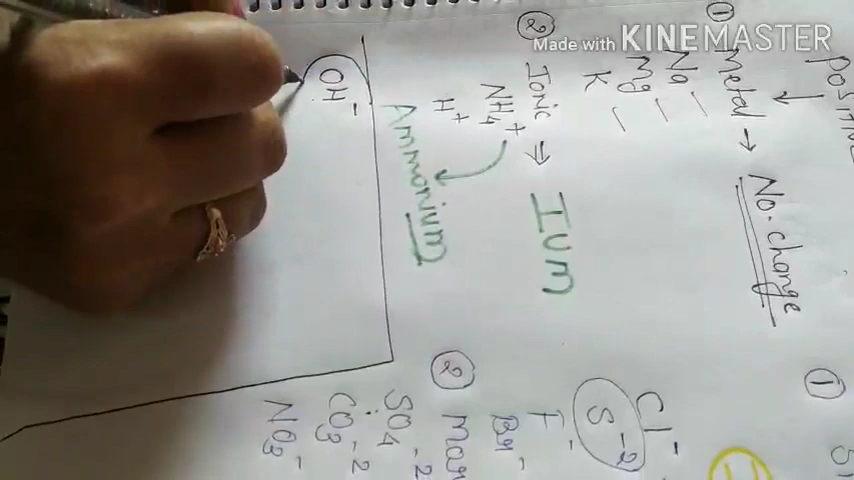 Made with KINEMASTER
① Metal → No. change
Na
Mg
K
② Ionic ⇒ IUM
NH4+
H+
Ammonium
OH-
①
Cl-
S-2
F-
Br-
②
SO4-2
CO3-2
NO3-